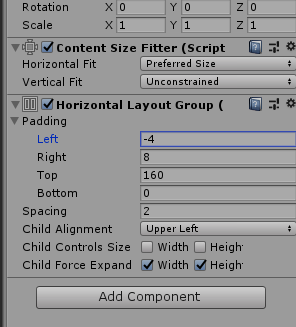 Rotation X 0 Y 0 Z 0
Scale X 1 Y 1 Z 1
Content Size Fitter (Script
Horizontal Fit Preferred Size
Vertical Fit Unconstrained
Horizontal Layout Group (
Padding
Left -4
Right 8
Top 160
Bottom 0
Spacing 2
Child Alignment Upper Left
Child Controls Size Width Height
Child Force Expand Width Height
Add Component